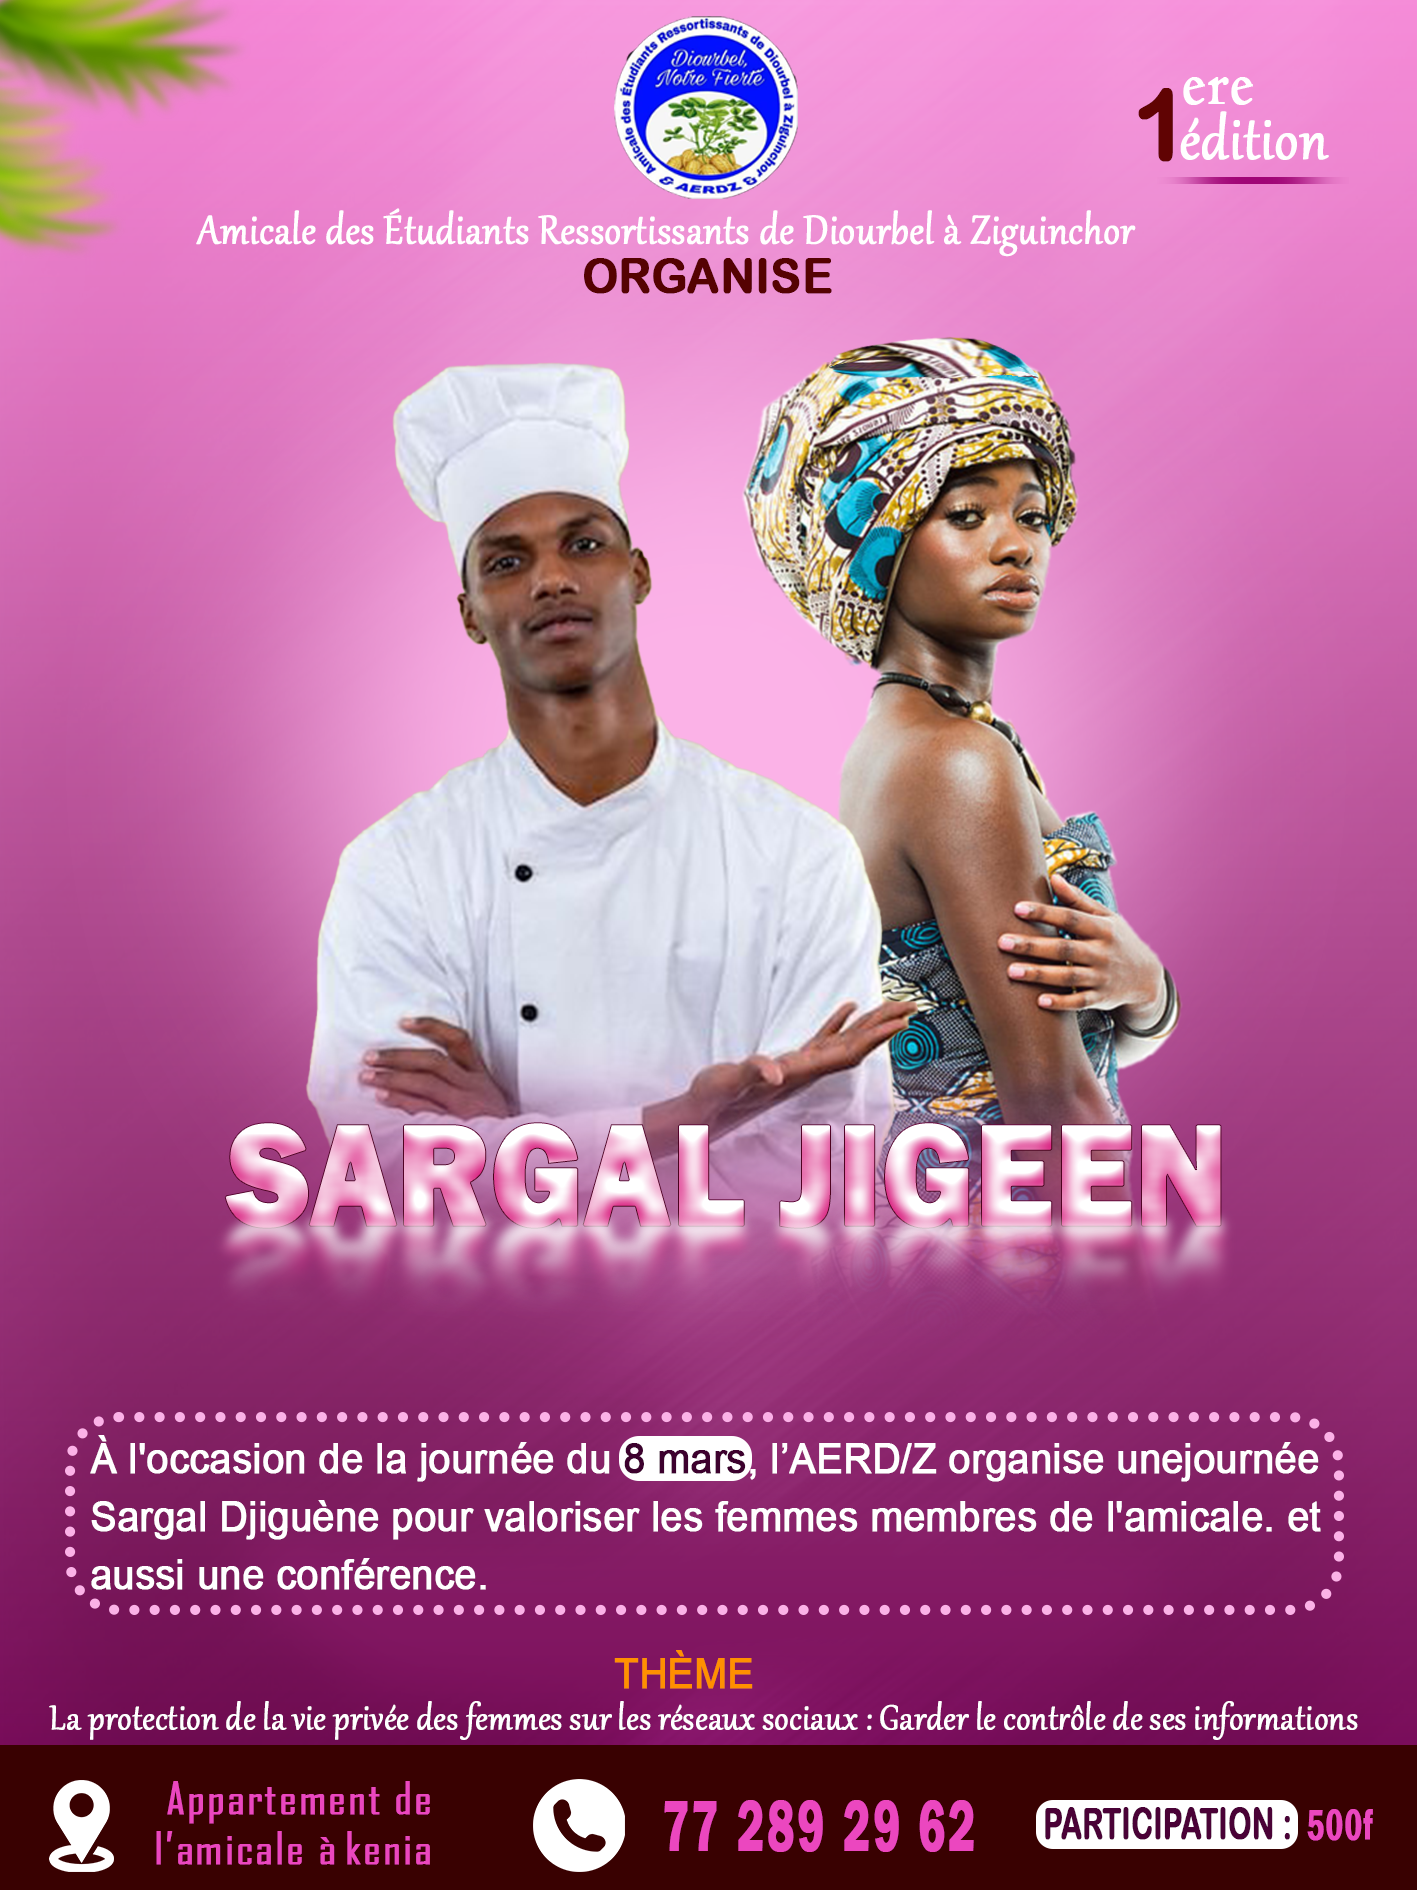 Amicale des Étudiants Ressortissants de Diourbel à Ziguinchor
Diourbel,
Notre Fierté
& AERDZ &
1ere
édition
Amicale des Étudiants Ressortissants de Diourbel à Ziguinchor
ORGANISE
SARGAL JIGEEN
À l'occasion de la journée du 8 mars, l’AERD/Z organise unejournée
Sargal Djiguène pour valoriser les femmes membres de l'amicale. et
aussi une conférence.
THÈME
La protection de la vie privée des femmes sur les réseaux sociaux : Garder le contrôle de ses informations
Appartement de
l’amicale à kenia
77 289 29 62
PARTICIPATION : 500f